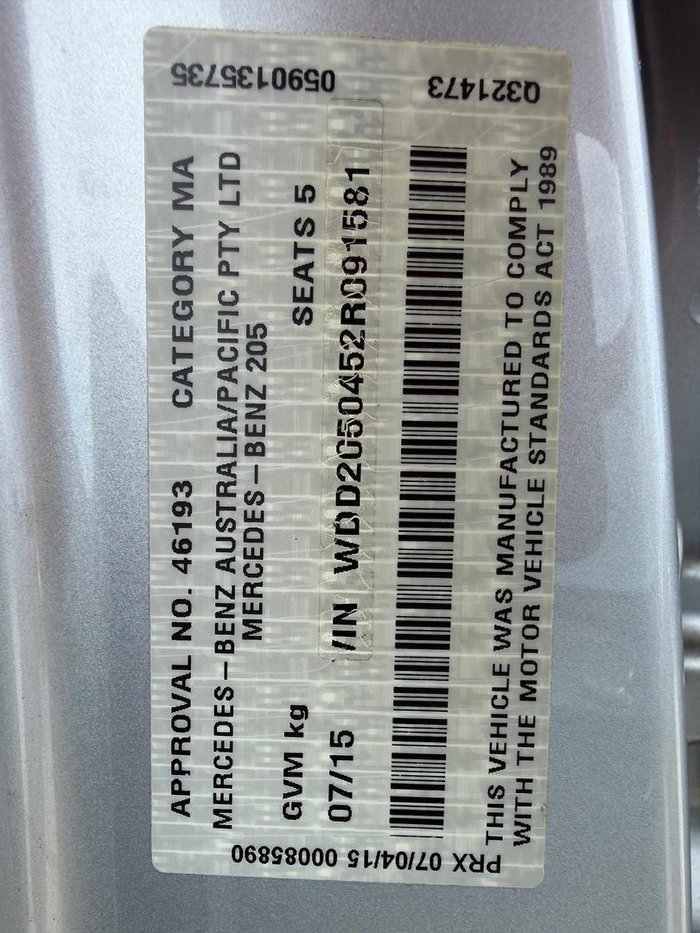 APPROVAL NO. 46193 CATEGORY MA
MERCEDES-BENZ AUSTRALIA/PACIFIC PTY LTD
MERCEDES-BENZ 205
GVM kg SEATS 5
07/15 VIN WDD2050452R091581
THIS VEHICLE WAS MANUFACTURED TO COMPLY
WITH THE MOTOR VEHICLE STANDARDS ACT 1989
0590135735
Q321473
PRX 07/04/15 00085890